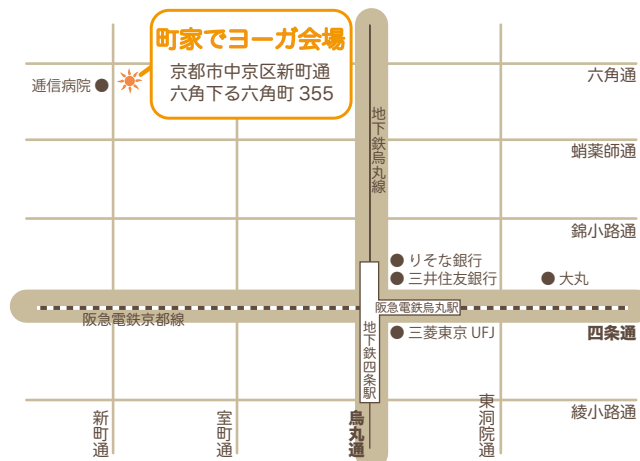 町家でヨーガ会場
京都市中京区新町通
六角下る六角町 355
逓信病院
六角通
地下鉄烏丸線
蛸薬師通
錦小路通
りそな銀行
三井住友銀行
大丸
阪急電鉄烏丸駅
阪急電鉄京都線
地下鉄四条駅
三菱東京 UFJ
四条通
綾小路通
新町通
室町通
烏丸通
東洞院通